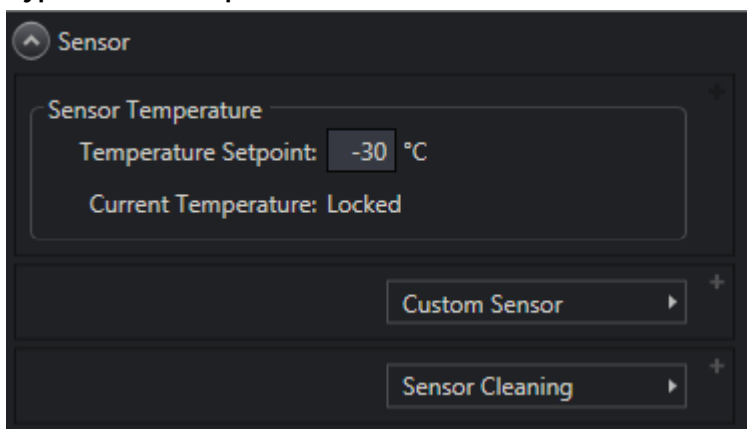 Sensor
Sensor Temperature
Temperature Setpoint: -30 °C
Current Temperature: Locked
Custom Sensor
Sensor Cleaning